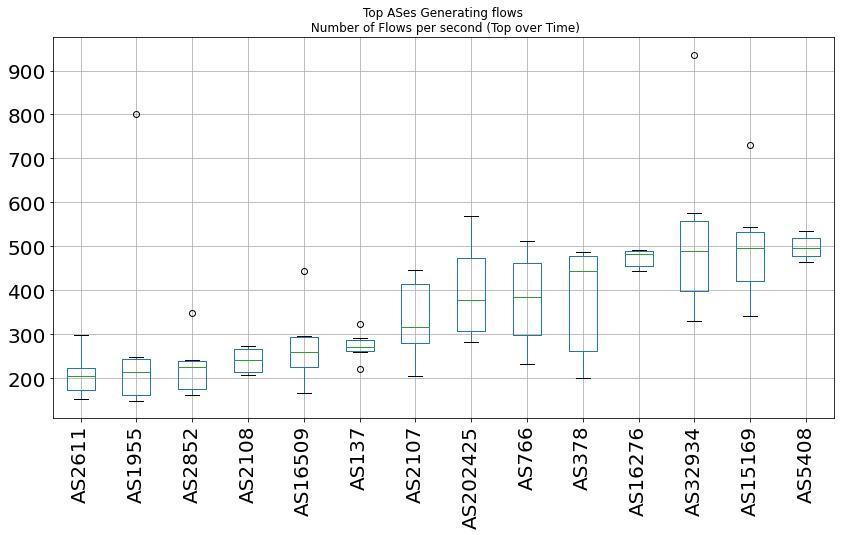 Top ASes Generating flows
Number of Flows per second (Top over Time)
900
800
700
600
500
400
300
200
AS2611
AS1955
AS2852
AS2108
AS16509
AS137
AS2107
AS202425
AS766
AS378
AS16276
AS32934
AS15169
AS5408